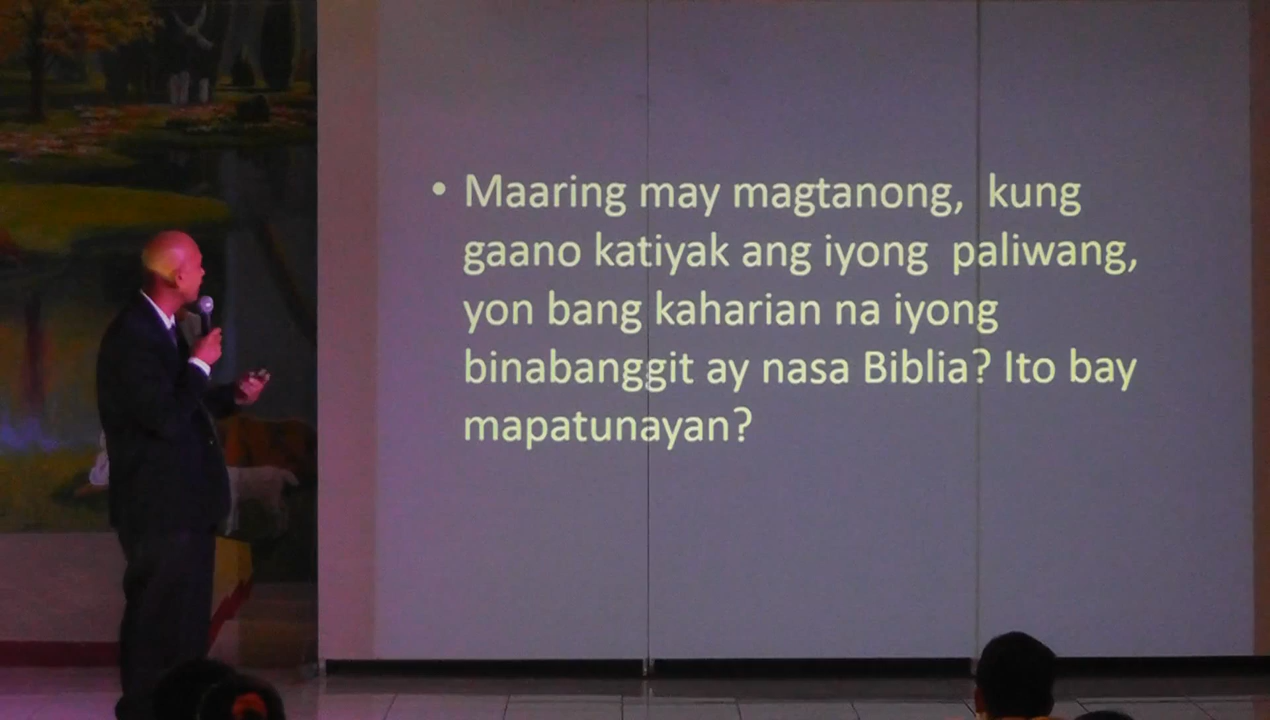 • Maaring may magtanong,  kung
gaano katiyak ang iyong  paliwang,
yon bang kaharian na iyong
binabanggit ay nasa Biblia? Ito bay
mapatunayan?